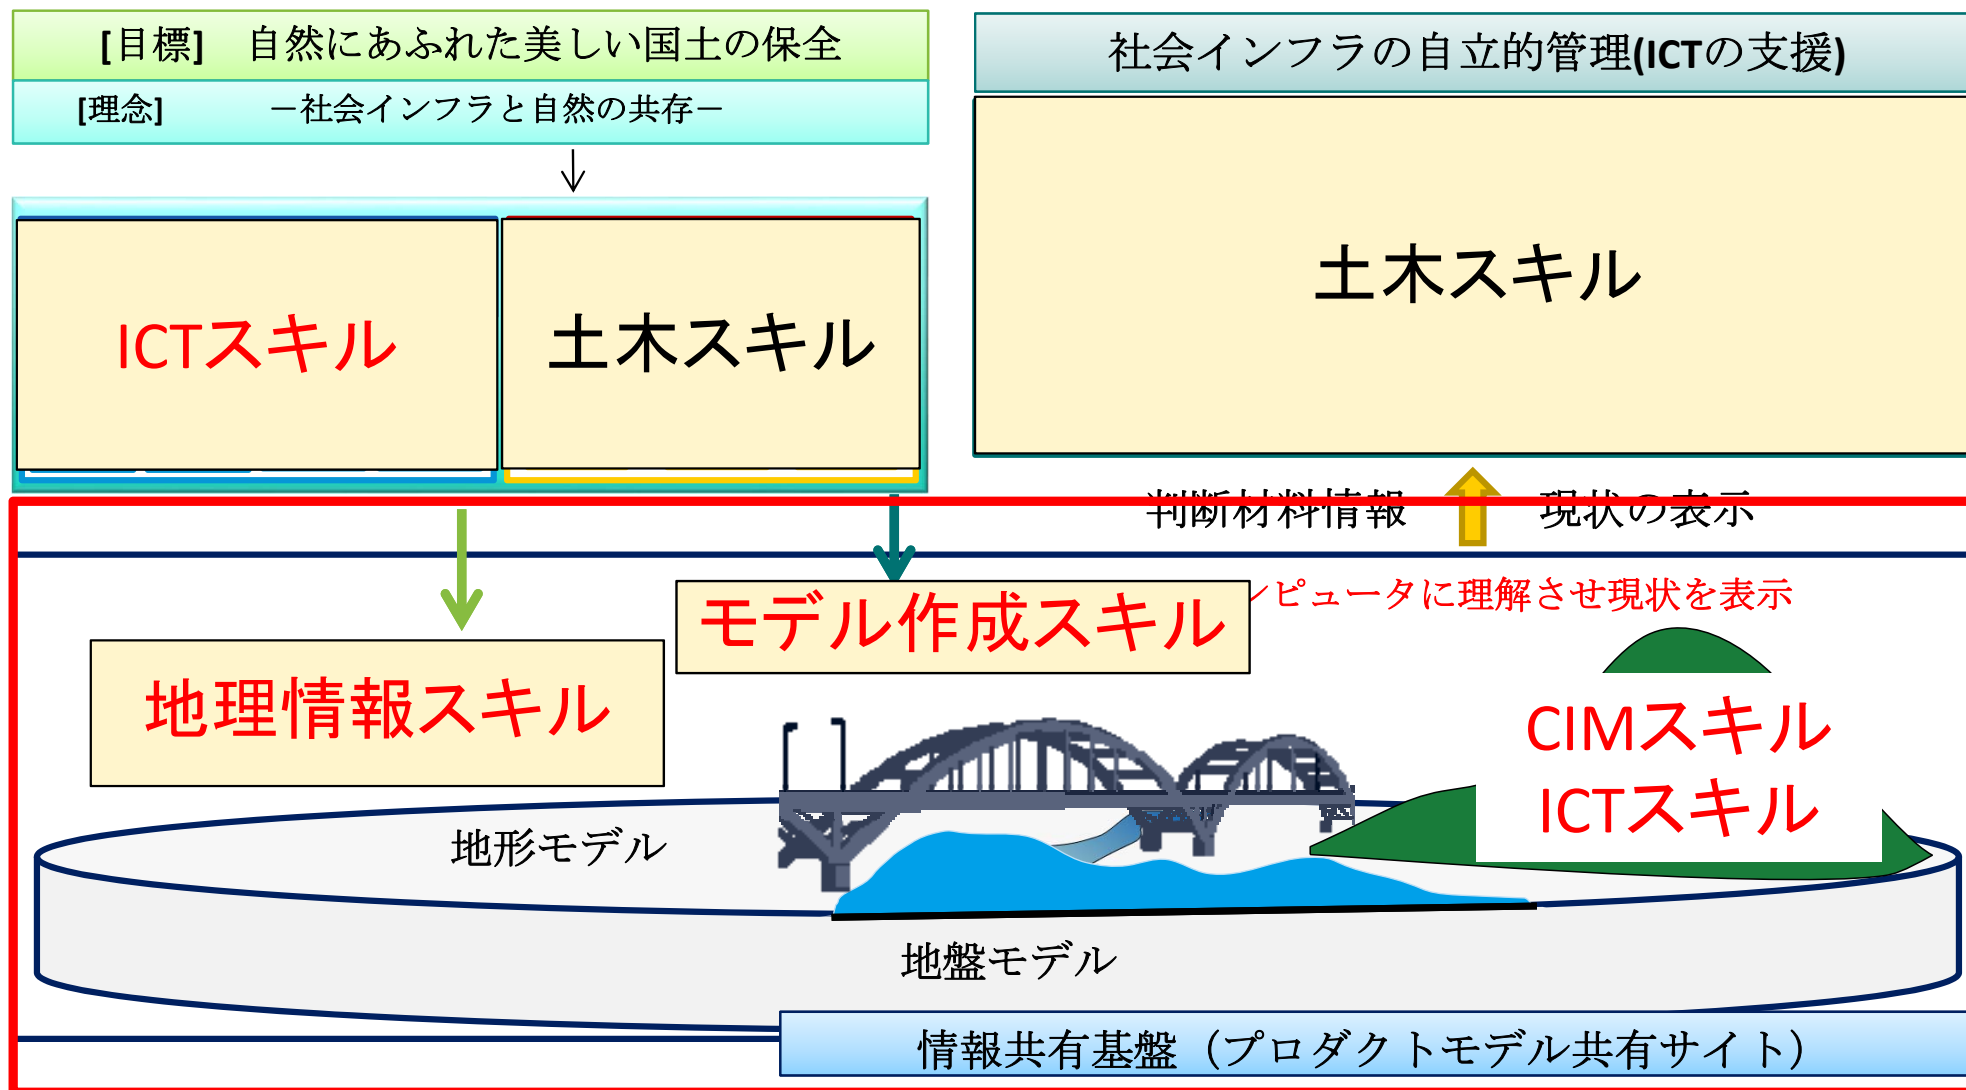 [目標]　自然にあふれた美しい国土の保全
[理念]　－社会インフラと自然の共存－
社会インフラの自立的管理(ICTの支援)
ICTスキル
土木スキル
土木スキル
判断材料情報
現状の表示
ピュータに理解させ現状を表示
モデル作成スキル
地理情報スキル
CIMスキル
ICTスキル
地形モデル
地盤モデル
情報共有基盤（プロダクトモデル共有サイト）